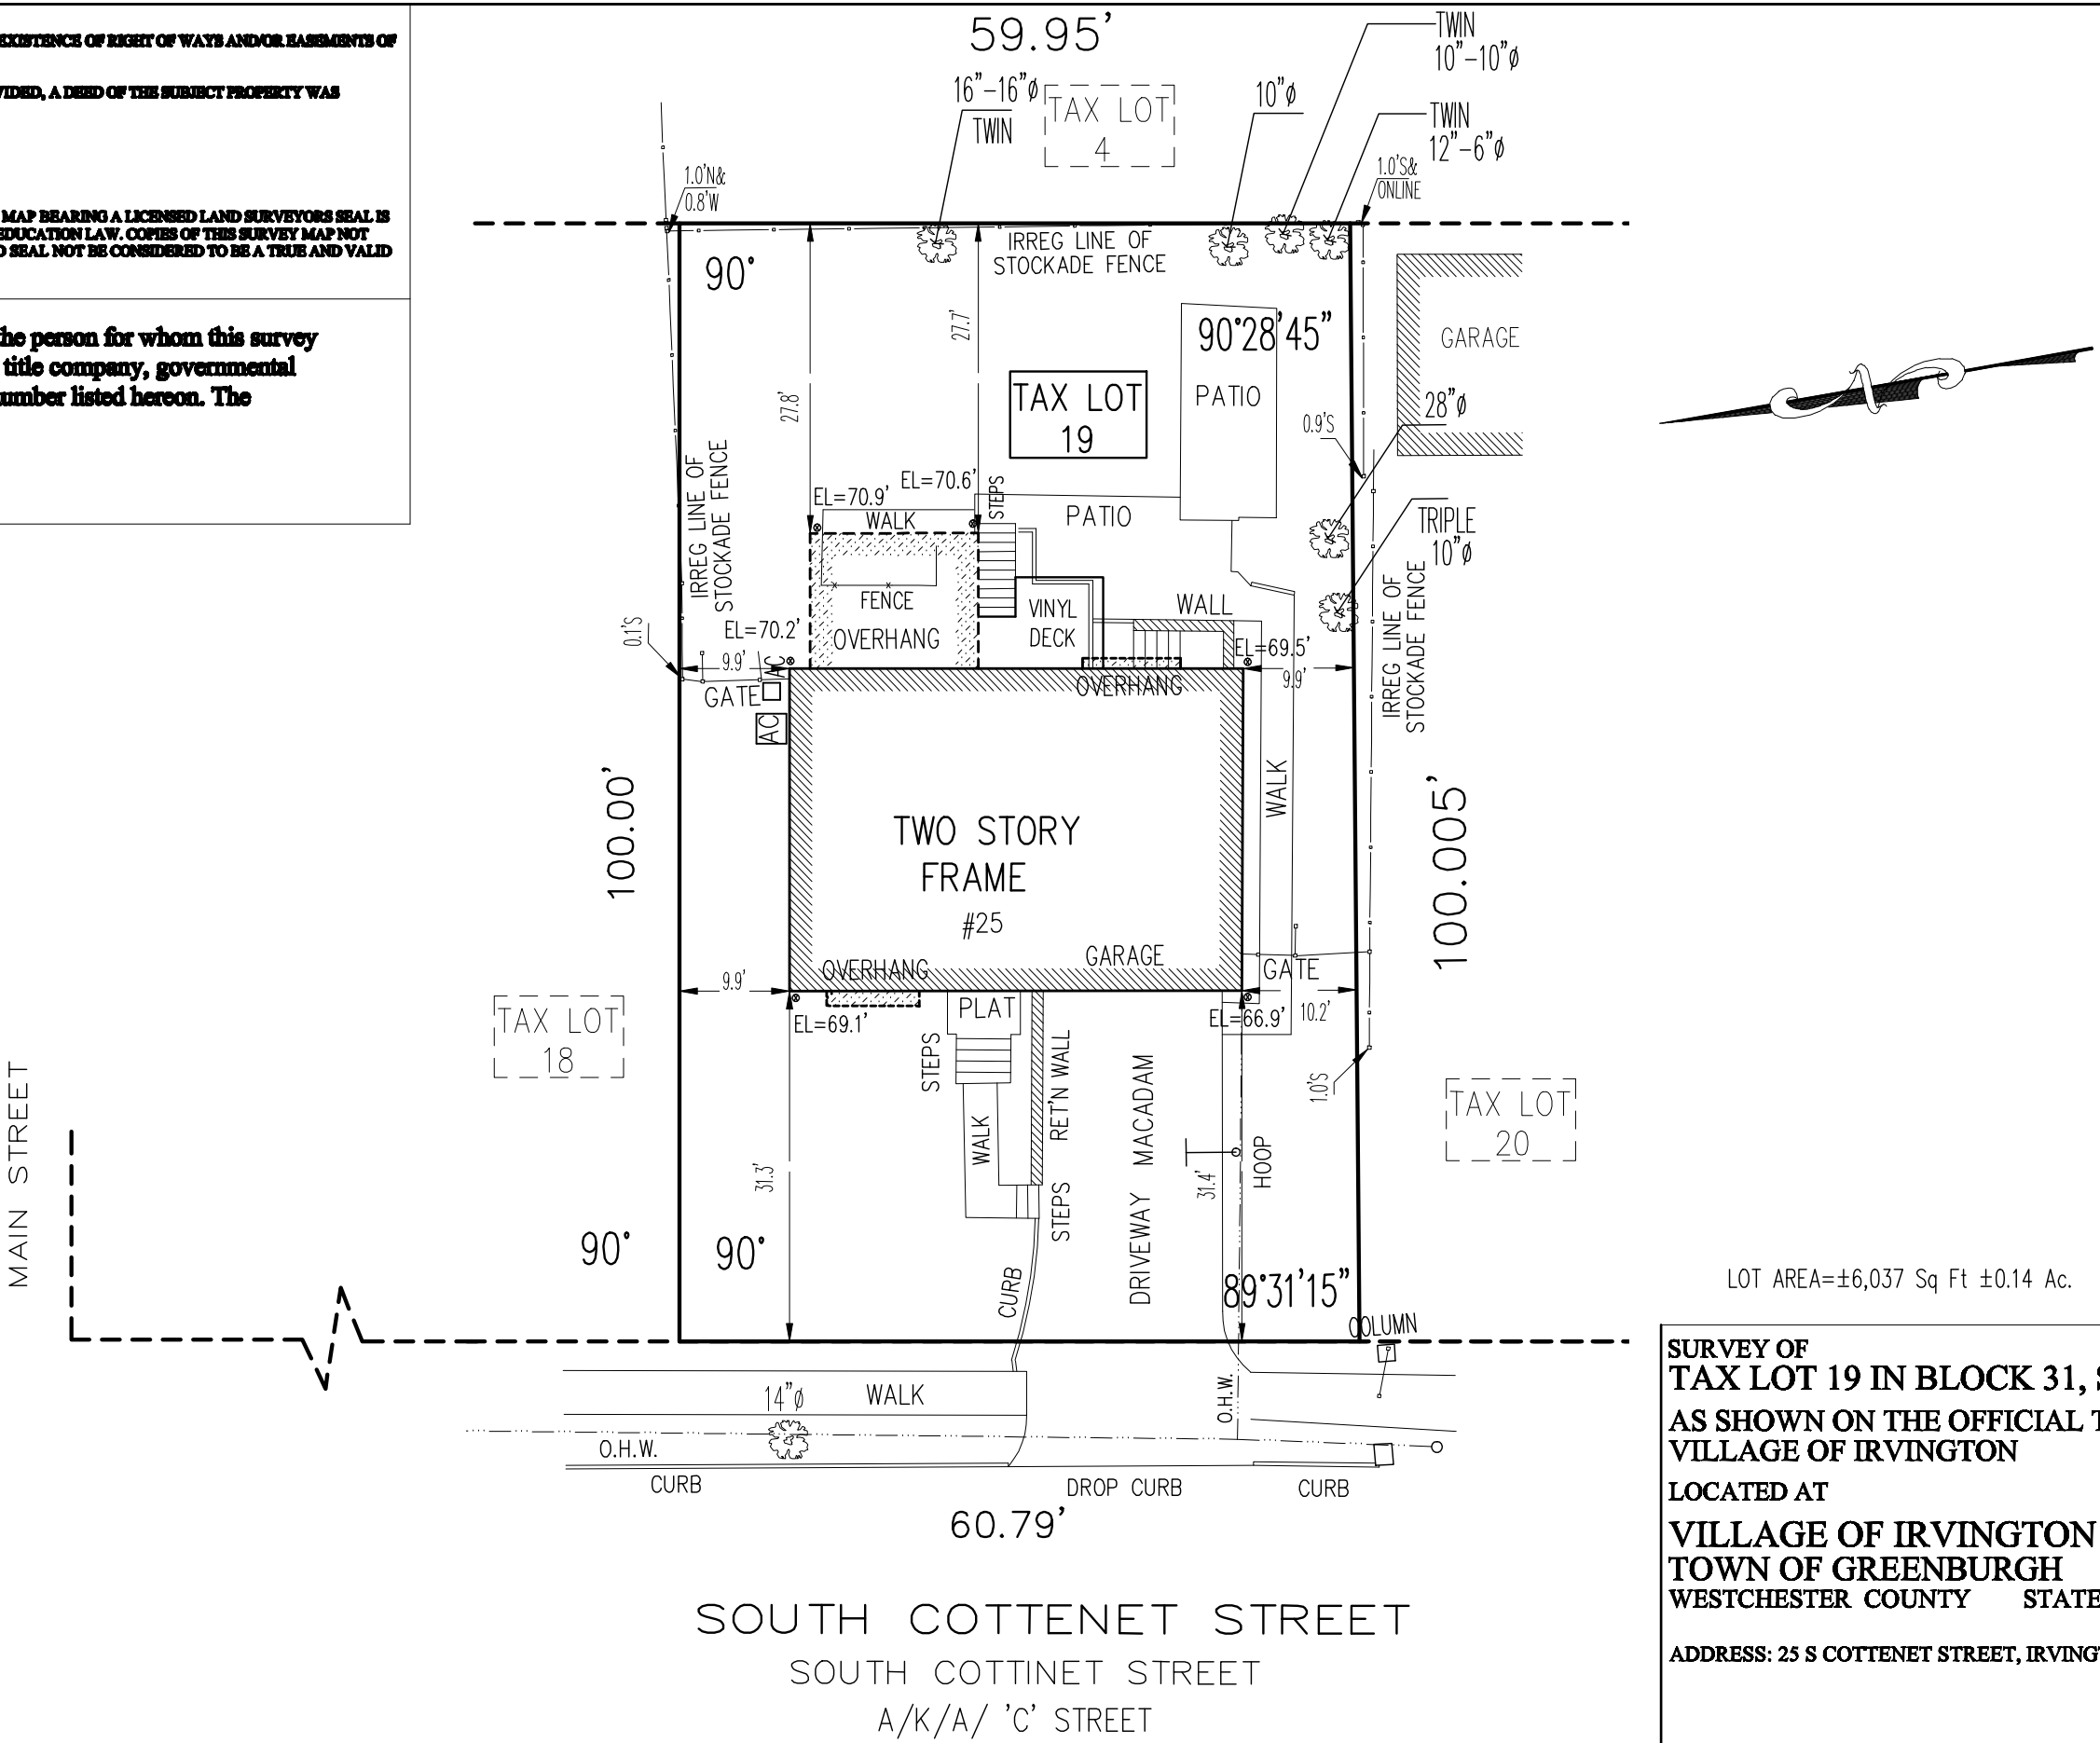 EXISTENCE OF RIGHT OF WAYS AND/OR EASEMENTS OF
VIDED, A DEED OF THE SUBJECT PROPERTY WAS
MAP BEARING A LICENSED LAND SURVEYORS SEAL IS
EDUCATION LAW. COPIES OF THIS SURVEY MAP NOT
D SEAL NOT BE CONSIDERED TO BE A TRUE AND VALID
the person for whom this survey
title company, governmental
umber listed hereon. The
59.95'
16"-16"ø
TWIN
TAX LOT
4
10"ø
TWIN
10"-10"ø
TWIN
12"-6"ø
1.0'N&
0.8'W
1.0'S&
ONLINE
90°
IRREG LINE OF
STOCKADE FENCE
27.8'
27.7'
90°28'45"
PATIO
GARAGE
TAX LOT
19
28"ø
0.9'S
IRREG LINE OF
STOCKADE FENCE
EL=70.9'
EL=70.6'
WALK
STEPS
PATIO
TRIPLE
10"ø
FENCE
OVERHANG
VINYL
DECK
WALL
IRREG LINE OF
STOCKADE FENCE
0.1'S
EL=70.2'
9.9'
AC
EL=69.5'
9.9'
GATE
AC
OVERHANG
WALK
100.00'
100.005'
TWO STORY
FRAME
#25
GARAGE
OVERHANG
GATE
9.9'
10.2'
PLAT
EL=69.1'
EL=66.9'
TAX LOT
18
STEPS
RET'N WALL
WALK
DRIVEWAY MACADAM
1.0'S
TAX LOT
20
HOOP
31.3'
31.4'
STEPS
MAIN STREET
90°
90°
CURB
89°31'15"
COLUMN
LOT AREA=±6,037 Sq Ft ±0.14 Ac.
14"ø
WALK
O.H.W.
O.H.W.
CURB
DROP CURB
CURB
60.79'
SOUTH COTTENET STREET
SOUTH COTTINET STREET
A/K/A/ 'C' STREET
SURVEY OF
TAX LOT 19 IN BLOCK 31, S
AS SHOWN ON THE OFFICIAL T
VILLAGE OF IRVINGTON
LOCATED AT
VILLAGE OF IRVINGTON
TOWN OF GREENBURGH
WESTCHESTER COUNTY STATE
ADDRESS: 25 S COTTENET STREET, IRVING